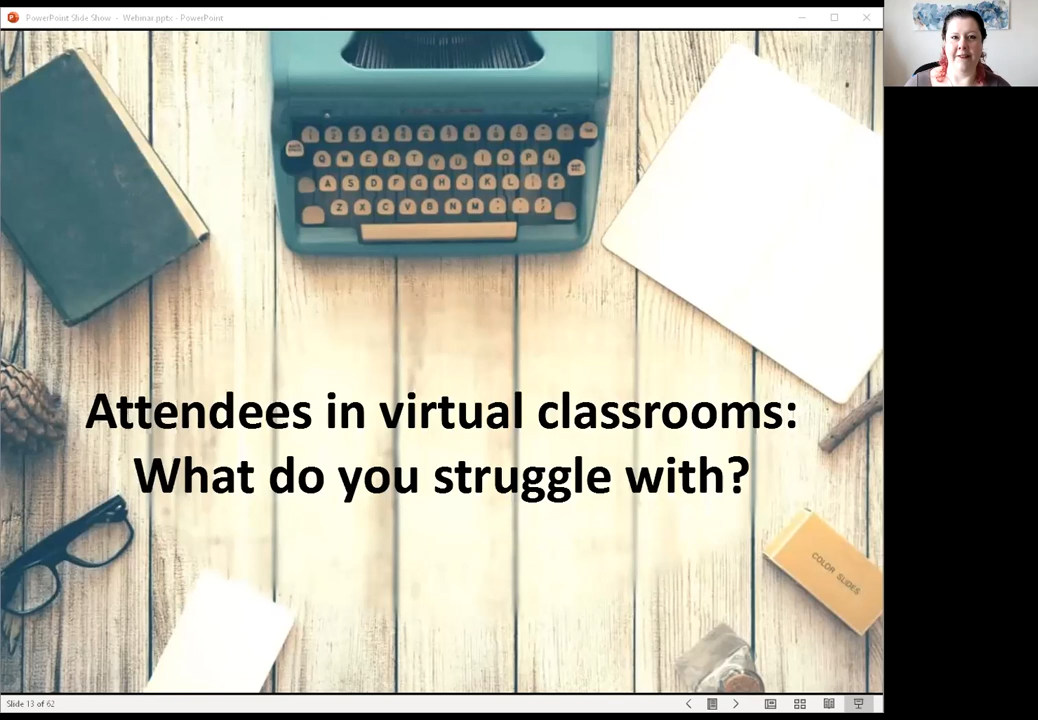 PowerPoint Slide Show - Webinar.pptx - PowerPoint
Q W E R T Y U I O P
A S D F G H J K L
Z X C V B N M
Attendees in virtual classrooms:
What do you struggle with?
COLOR SLIDES
Slide 13 of 62